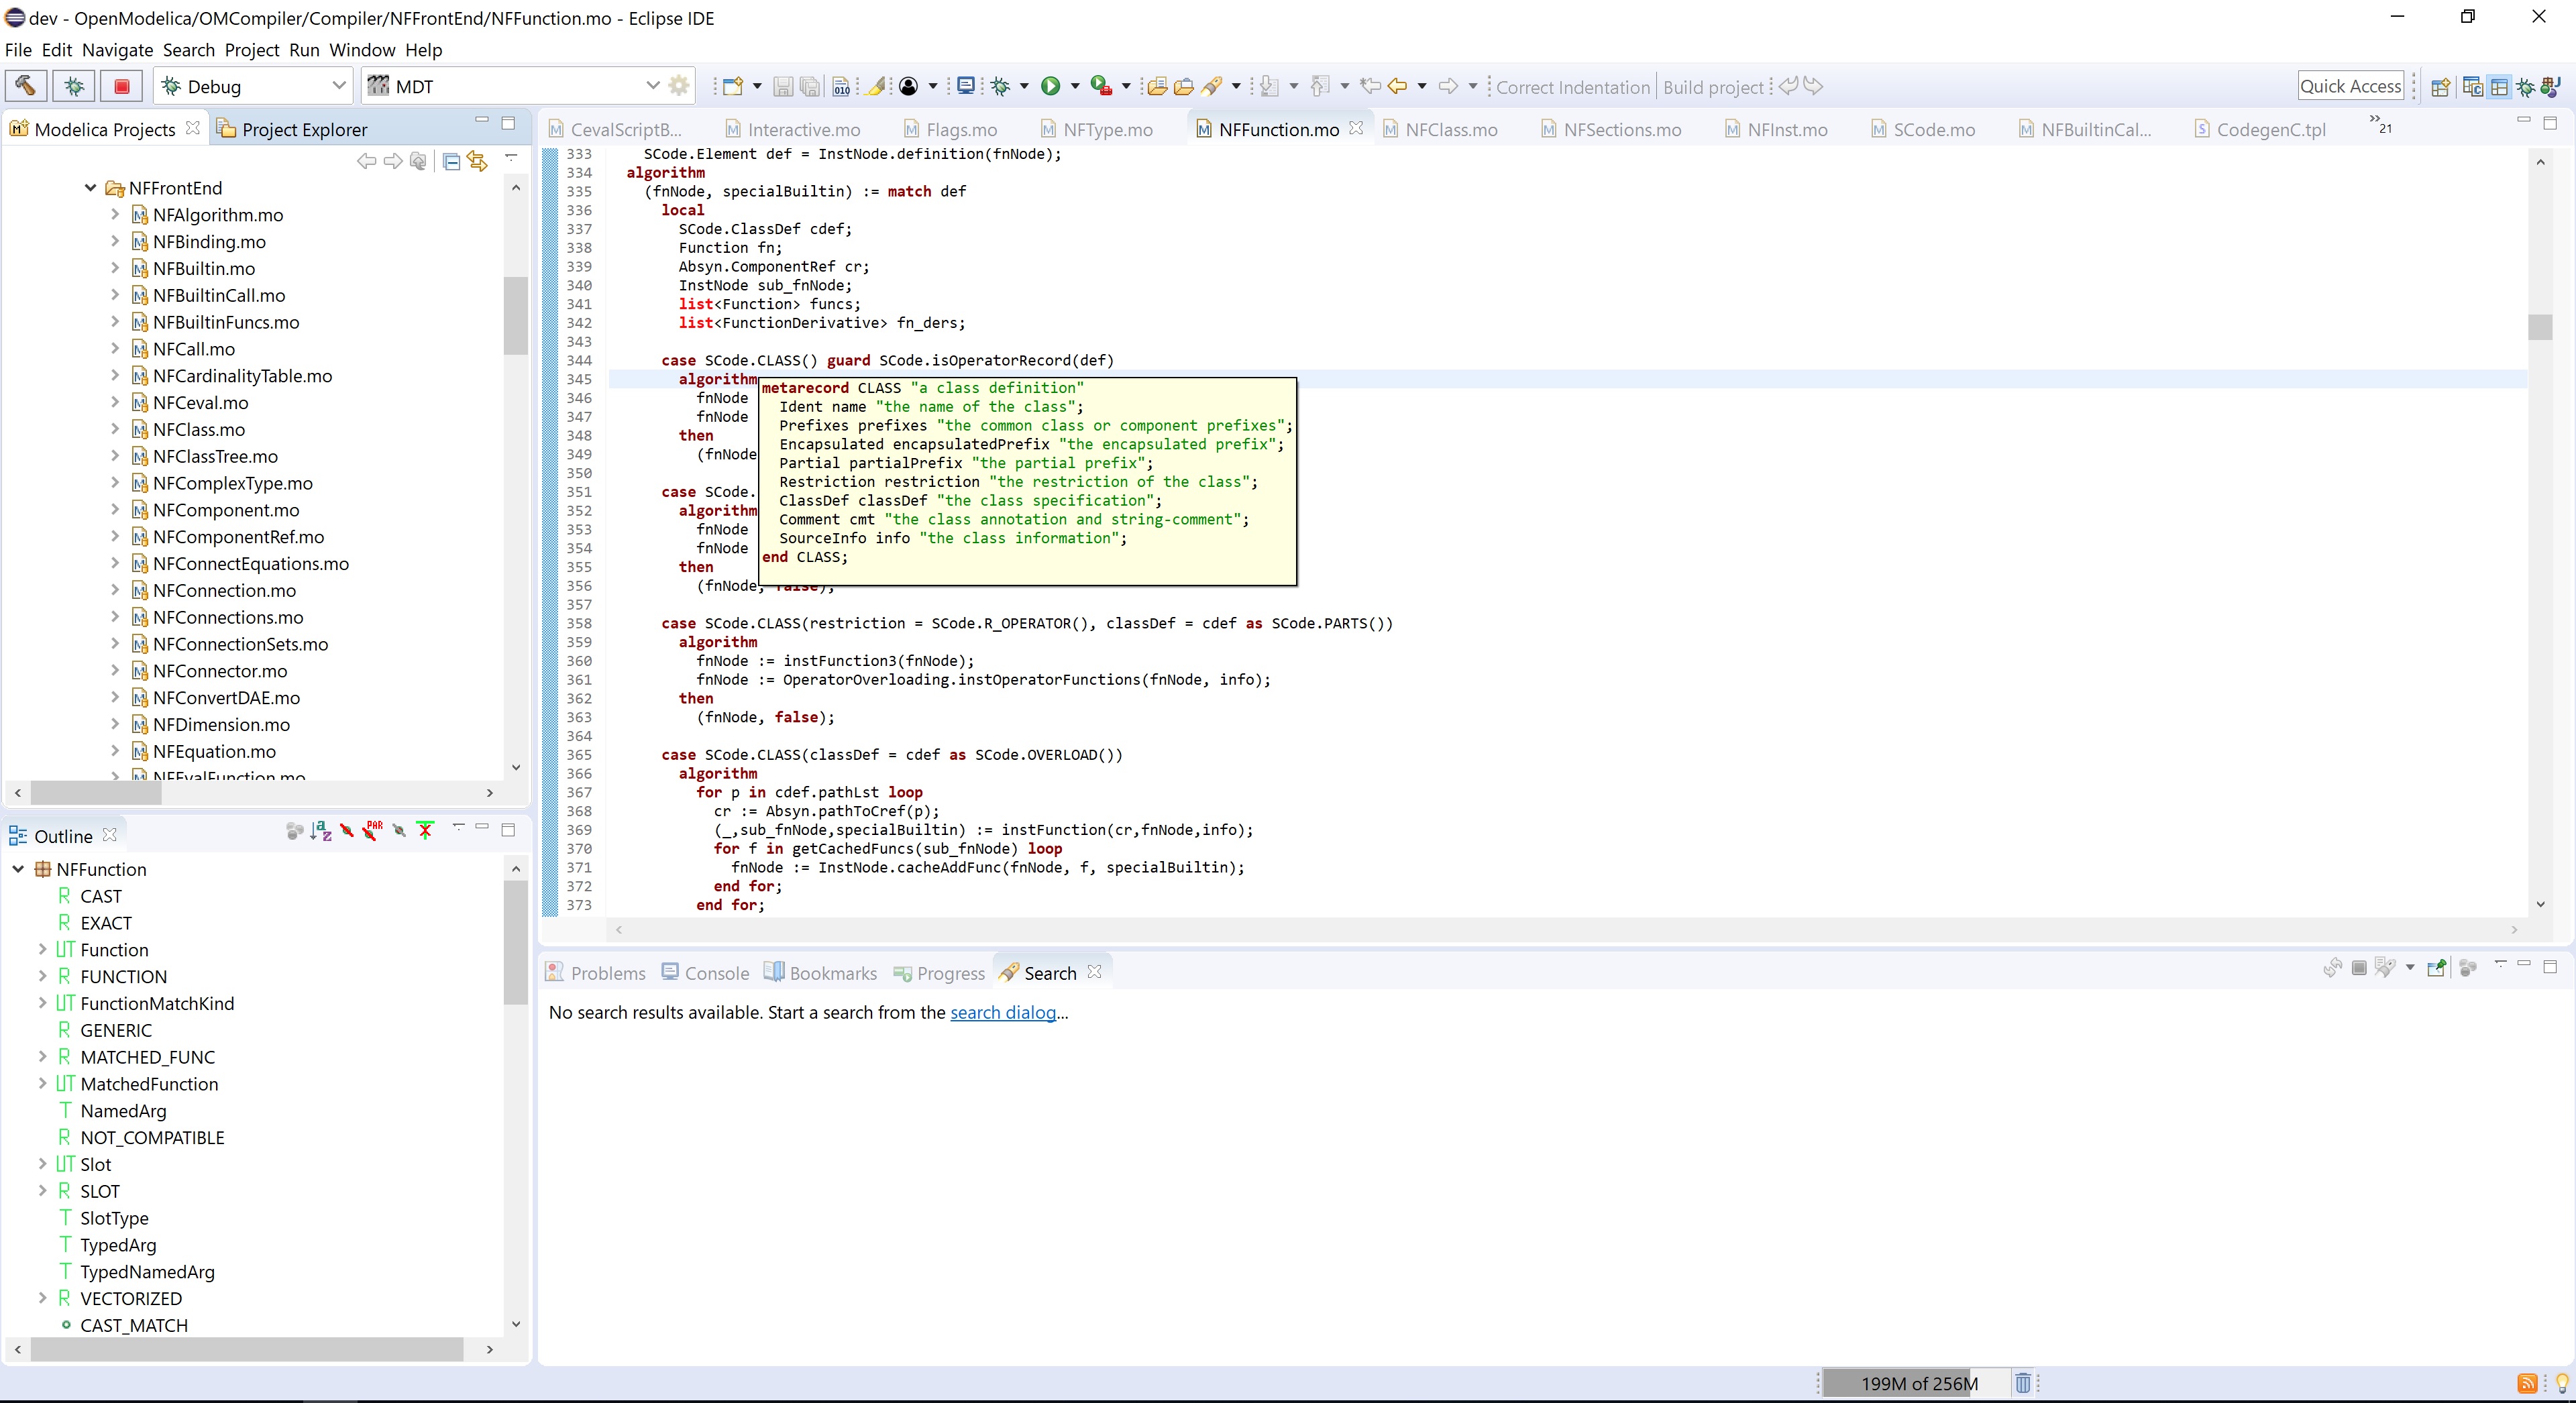 dev - OpenModelica/OMCompiler/Compiler/NFFrontEnd/NFFunction.mo - Eclipse IDE
File Edit Navigate Search Project Run Window Help
Debug
MDT
010
Correct Indentation
Build project
Quick Access
Modelica Projects
Project Explorer
NFFrontEnd
NFAlgorithm.mo
NFBinding.mo
NFBuiltin.mo
NFBuiltinCall.mo
NFBuiltinFuncs.mo
NFCall.mo
NFCardinalityTable.mo
NFCeval.mo
NFClass.mo
NFClassTree.mo
NFComplexType.mo
NFComponent.mo
NFComponentRef.mo
NFConnectEquations.mo
NFConnection.mo
NFConnections.mo
NFConnectionSets.mo
NFConnector.mo
NFConvertDAE.mo
NFDimension.mo
NFEquation.mo
NFEvalFunction.mo
Outline
NFFunction
R CAST
R EXACT
UT Function
R FUNCTION
UT FunctionMatchKind
R GENERIC
R MATCHED_FUNC
UT MatchedFunction
T NamedArg
R NOT_COMPATIBLE
UT Slot
R SLOT
T SlotType
T TypedArg
T TypedNamedArg
R VECTORIZED
CAST_MATCH
CevalScriptB... Interactive.mo Flags.mo NFType.mo NFFunction.mo NFClass.mo NFSections.mo NFInst.mo SCode.mo NFBuiltinCal... CodegenC.tpl »21
333 SCode.Element def = InstNode.definition(fnNode);
334 algorithm
335 (fnNode, specialBuiltin) := match def
336 local
337 SCode.ClassDef cdef;
338 Function fn;
339 Absyn.ComponentRef cr;
340 InstNode sub_fnNode;
341 list<Function> funcs;
342 list<FunctionDerivative> fn_ders;
343
344 case SCode.CLASS() guard SCode.isOperatorRecord(def)
345 algorithm
346 fnNode
347 fnNode
348 then
349 (fnNode
350
351 case SCode.
352 algorithm
353 fnNode
354 fnNode
355 then
356 (fnNode, false);
357
358 case SCode.CLASS(restriction = SCode.R_OPERATOR(), classDef = cdef as SCode.PARTS())
359 algorithm
360 fnNode := instFunction3(fnNode);
361 fnNode := OperatorOverloading.instOperatorFunctions(fnNode, info);
362 then
363 (fnNode, false);
364
365 case SCode.CLASS(classDef = cdef as SCode.OVERLOAD())
366 algorithm
367 for p in cdef.pathLst loop
368 cr := Absyn.pathToCref(p);
369 (_,sub_fnNode,specialBuiltin) := instFunction(cr,fnNode,info);
370 for f in getCachedFuncs(sub_fnNode) loop
371 fnNode := InstNode.cacheAddFunc(fnNode, f, specialBuiltin);
372 end for;
373 end for;
metarecord CLASS "a class definition"
Ident name "the name of the class";
Prefixes prefixes "the common class or component prefixes";
Encapsulated encapsulatedPrefix "the encapsulated prefix";
Partial partialPrefix "the partial prefix";
Restriction restriction "the restriction of the class";
ClassDef classDef "the class specification";
Comment cmt "the class annotation and string-comment";
SourceInfo info "the class information";
end CLASS;
Problems Console Bookmarks Progress Search
No search results available. Start a search from the search dialog...
199M of 256M